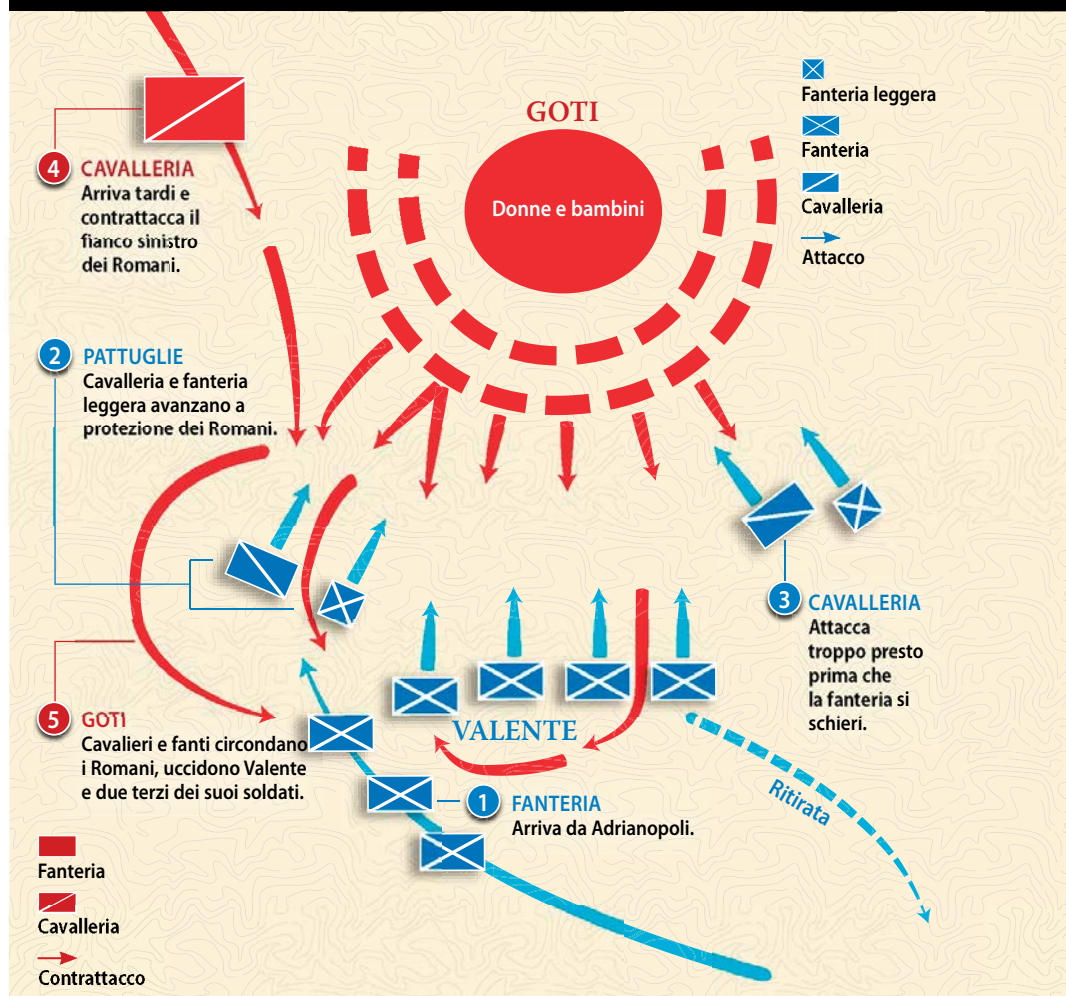 GOTI
Donne e bambini
Fanteria leggera
Fanteria
Cavalleria
Attacco
4
CAVALLERIA
Arriva tardi e
contrattacca il
fianco sinistro
dei Romani.
2
PATTUGLIE
Cavalleria e fanteria
leggera avanzano a
protezione dei Romani.
3
CAVALLERIA
Attacca
troppo presto
prima che
la fanteria si
schieri.
5
GOTI
Cavalieri e fanti circondano
i Romani, uccidono Valente
e due terzi dei suoi soldati.
VALENTE
1
FANTERIA
Arriva da Adrianopoli.
Ritirata
Fanteria
Cavalleria
Contrattacco